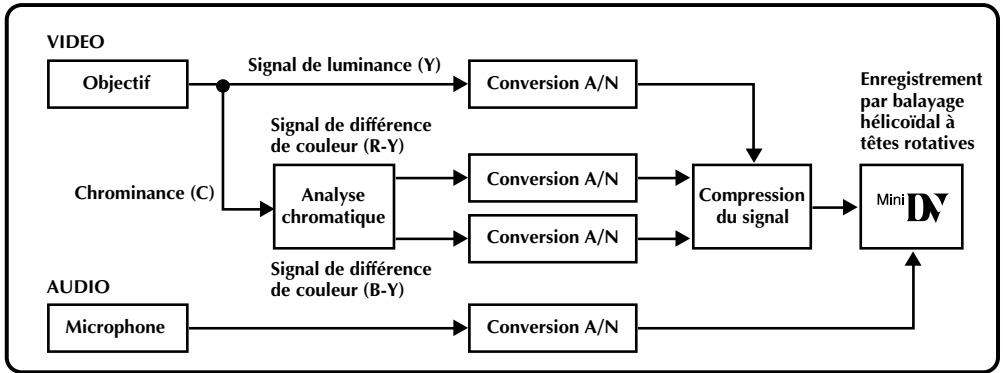 VIDEO
Objectif
Signal de luminance (Y)
Conversion A/N
Enregistrement
par balayage
hélicoïdal à
têtes rotatives
Signal de différence
de couleur (R-Y)
Chrominance (C)
Analyse
chromatique
Conversion A/N
Conversion A/N
Compression
du signal
Mini DV
Signal de différence
de couleur (B-Y)
AUDIO
Microphone
Conversion A/N